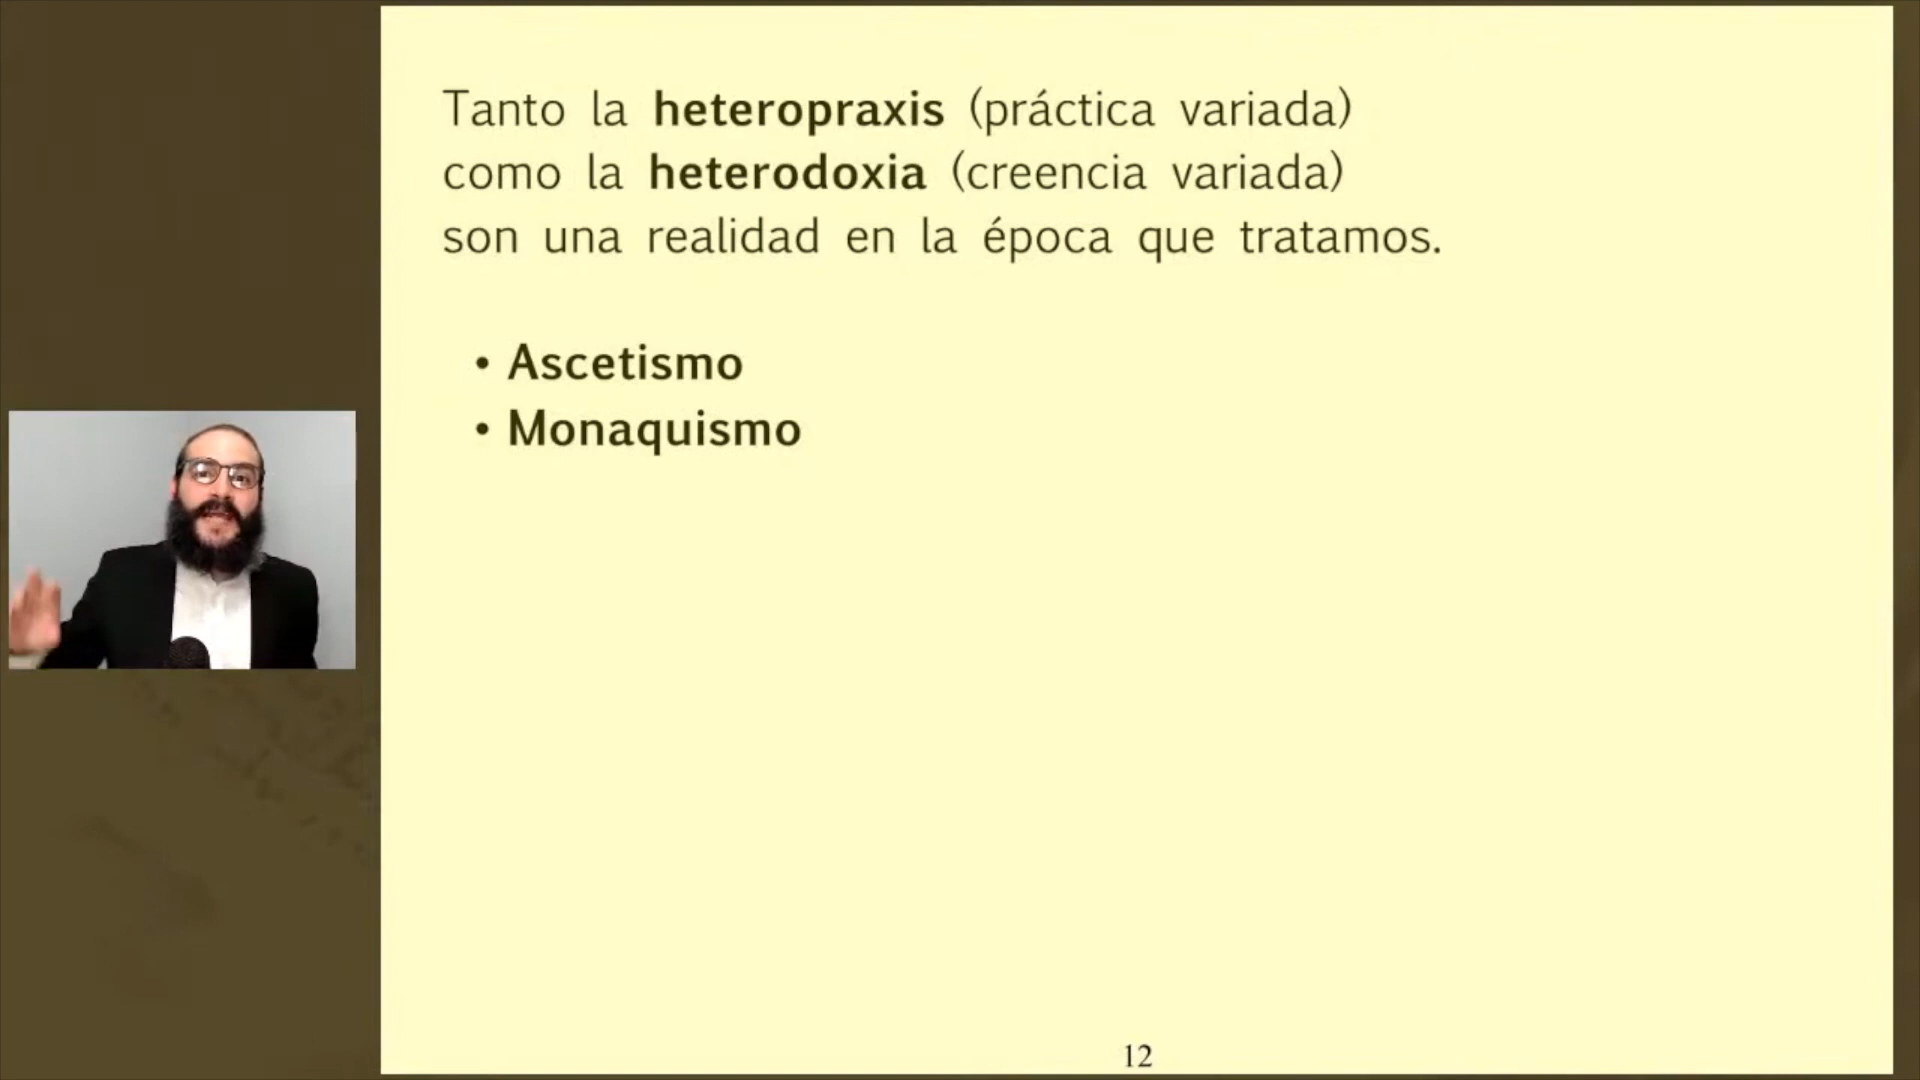 Tanto la heteropraxis (práctica variada)
como la heterodoxia (creencia variada)
son una realidad en la época que tratamos.
• Ascetismo
• Monaquismo
12